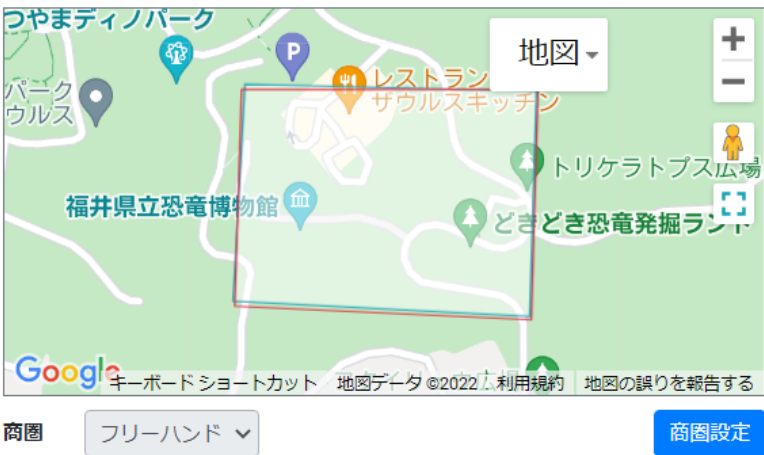 つやまディノパーク
P
地図
パーク
ウルス
レストラン
ザウルスキッチン
トリケラトプス広場
福井県立恐竜博物館
どきどき恐竜発掘ランド
Google
キーボード ショートカット
地図データ ©2022
利用規約
地図の誤りを報告する
商圏
フリーハンド
商圏設定